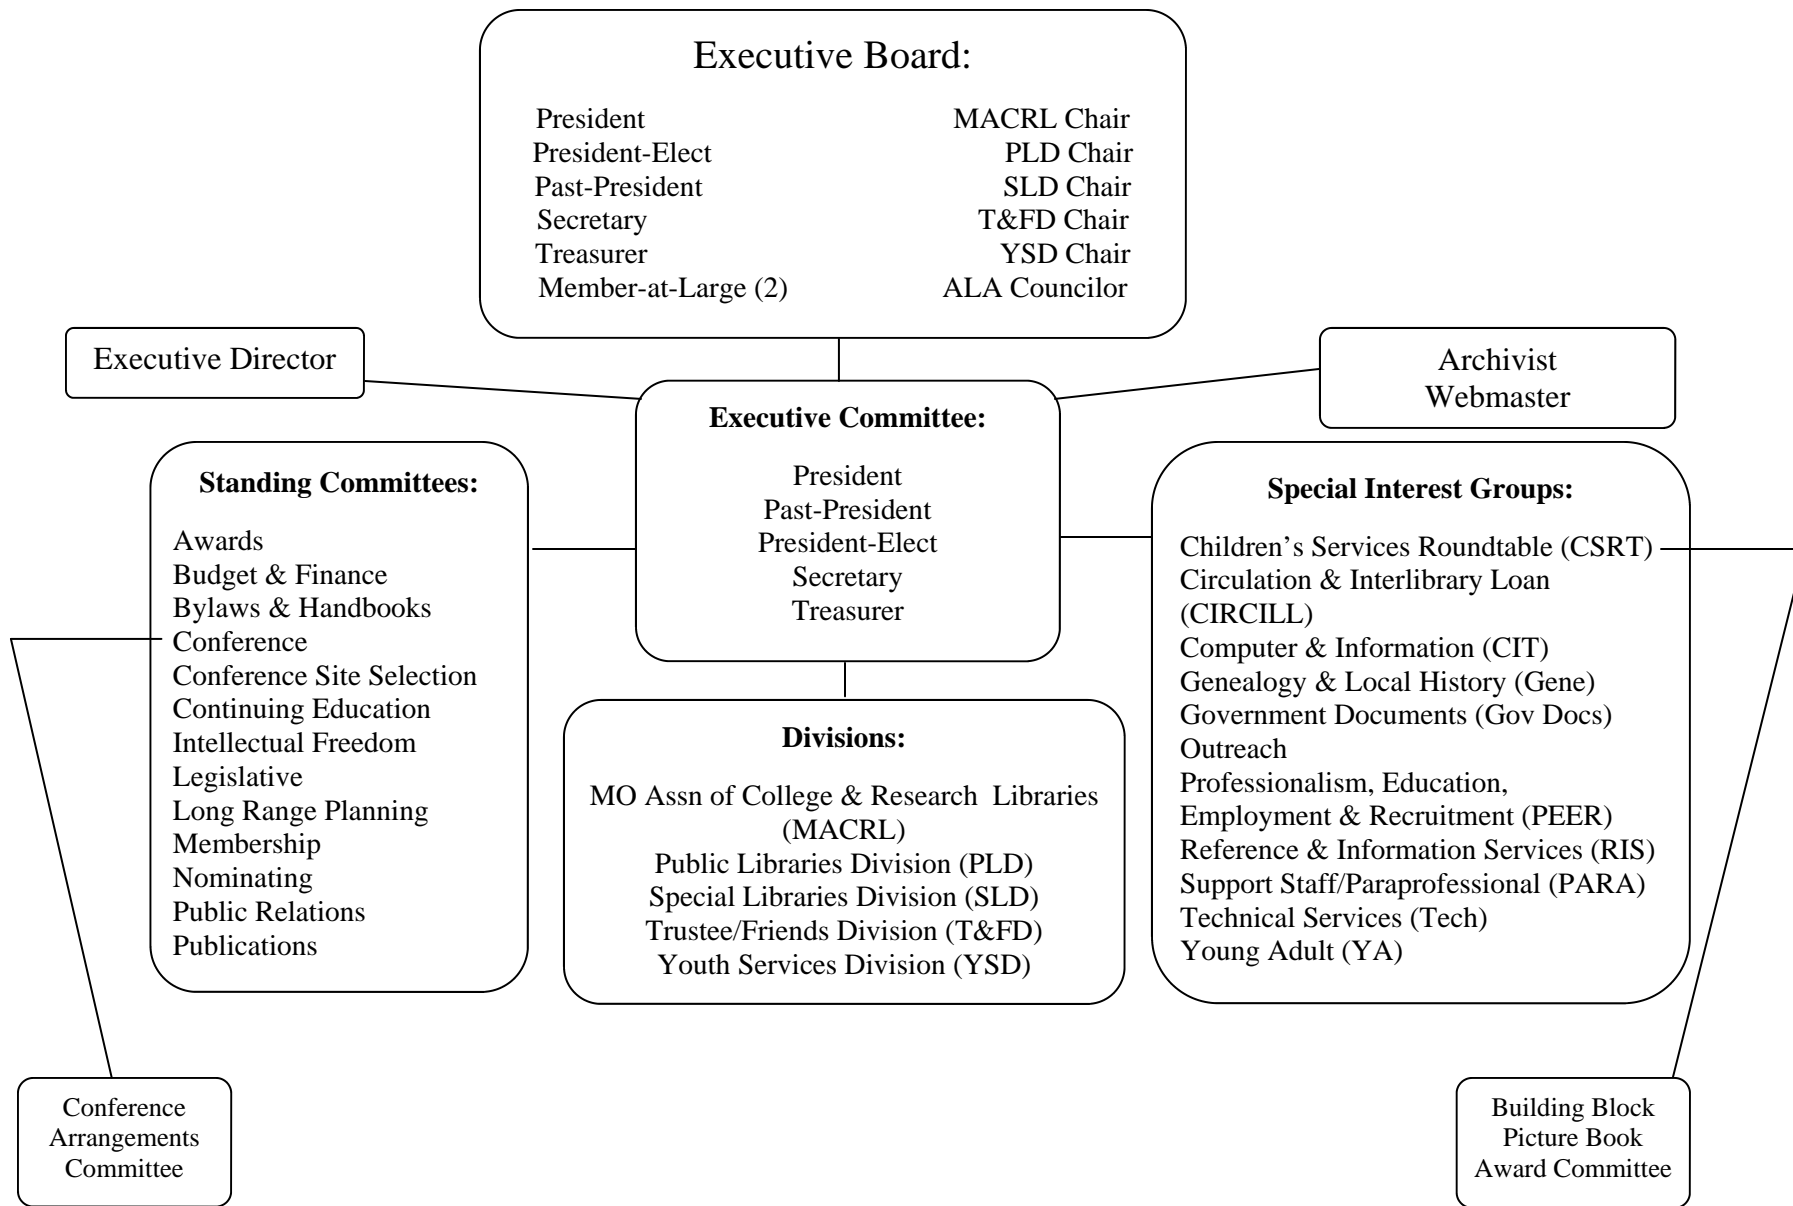 Executive Board:
President MACRL Chair
President-Elect PLD Chair
Past-President SLD Chair
Secretary T&FD Chair
Treasurer YSD Chair
Member-at-Large (2) ALA Councilor
Executive Director
Archivist
Webmaster
Executive Committee:
President
Past-President
President-Elect
Secretary
Treasurer
Standing Committees:
Awards
Budget & Finance
Bylaws & Handbooks
Conference
Conference Site Selection
Continuing Education
Intellectual Freedom
Legislative
Long Range Planning
Membership
Nominating
Public Relations
Publications
Divisions:
MO Assn of College & Research Libraries
(MACRL)
Public Libraries Division (PLD)
Special Libraries Division (SLD)
Trustee/Friends Division (T&FD)
Youth Services Division (YSD)
Special Interest Groups:
Children’s Services Roundtable (CSRT)
Circulation & Interlibrary Loan
(CIRCILL)
Computer & Information (CIT)
Genealogy & Local History (Gene)
Government Documents (Gov Docs)
Outreach
Professionalism, Education,
Employment & Recruitment (PEER)
Reference & Information Services (RIS)
Support Staff/Paraprofessional (PARA)
Technical Services (Tech)
Young Adult (YA)
Conference
Arrangements
Committee
Building Block
Picture Book
Award Committee